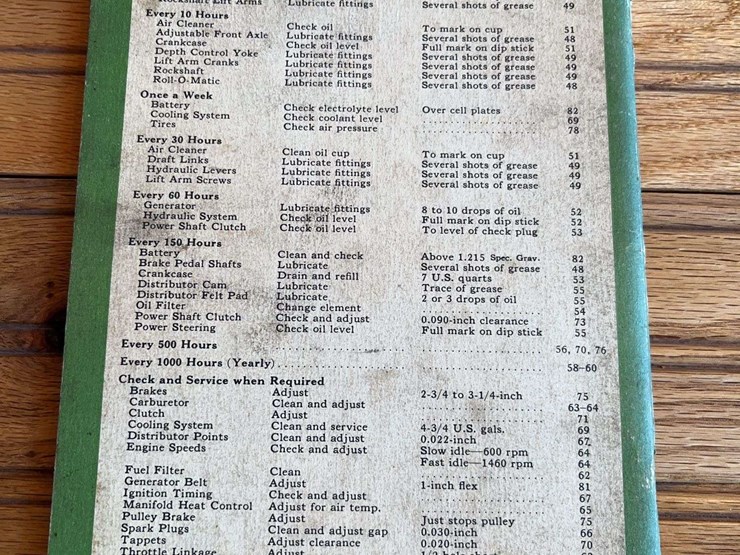 Rockshaft Lift Arms Lubricate fittings Several shots of grease 49
Every 10 Hours
Air Cleaner Check oil To mark on cup 51
Adjustable Front Axle Lubricate fittings Several shots of grease 48
Crankcase Check oil level Full mark on dip stick 51
Depth Control Yoke Lubricate fittings Several shots of grease 49
Lift Arm Cranks Lubricate fittings Several shots of grease 49
Rockshaft Lubricate fittings Several shots of grease 49
Roll-O-Matic Lubricate fittings Several shots of grease 48
Once a Week
Battery Check electrolyte level Over cell plates 82
Cooling System Check coolant level 69
Tires Check air pressure 78
Every 30 Hours
Air Cleaner Clean oil cup To mark on cup 51
Draft Links Lubricate fittings Several shots of grease 49
Hydraulic Levers Lubricate fittings Several shots of grease 49
Lift Arm Screws Lubricate fittings Several shots of grease 49
Every 60 Hours
Generator Lubricate fittings 8 to 10 drops of oil 52
Hydraulic System Check oil level Full mark on dip stick 52
Power Shaft Clutch Check oil level To level of check plug 53
Every 150 Hours
Battery Clean and check Above 1.215 Spec. Grav. 82
Brake Pedal Shafts Lubricate Several shots of grease 48
Crankcase Drain and refill 7 U.S. quarts 53
Distributor Cam Lubricate Trace of grease 55
Distributor Felt Pad Lubricate 2 or 3 drops of oil 55
Oil Filter Change element 54
Power Shaft Clutch Check and adjust 0.090-inch clearance 73
Power Steering Check oil level Full mark on dip stick 55
Every 500 Hours 56, 70, 76
Every 1000 Hours (Yearly) 58-60
Check and Service when Required
Brakes Adjust 2-3/4 to 3-1/4-inch 75
Carburetor Clean and adjust 63-64
Clutch Adjust 71
Cooling System Clean and service 4-3/4 U.S. gals. 69
Distributor Points Clean and adjust 0.022-inch 67
Engine Speeds Check and adjust Slow idle—600 rpm 64
Fast idle—1460 rpm 64
Fuel Filter Clean 62
Generator Belt Adjust 1-inch flex 81
Ignition Timing Check and adjust 67
Manifold Heat Control Adjust for air temp. 65
Pulley Brake Adjust Just stops pulley 75
Spark Plugs Clean and adjust gap 0.030-inch 66
Tappets Adjust clearance 0.020-inch 70
Throttle Linkage Adjust